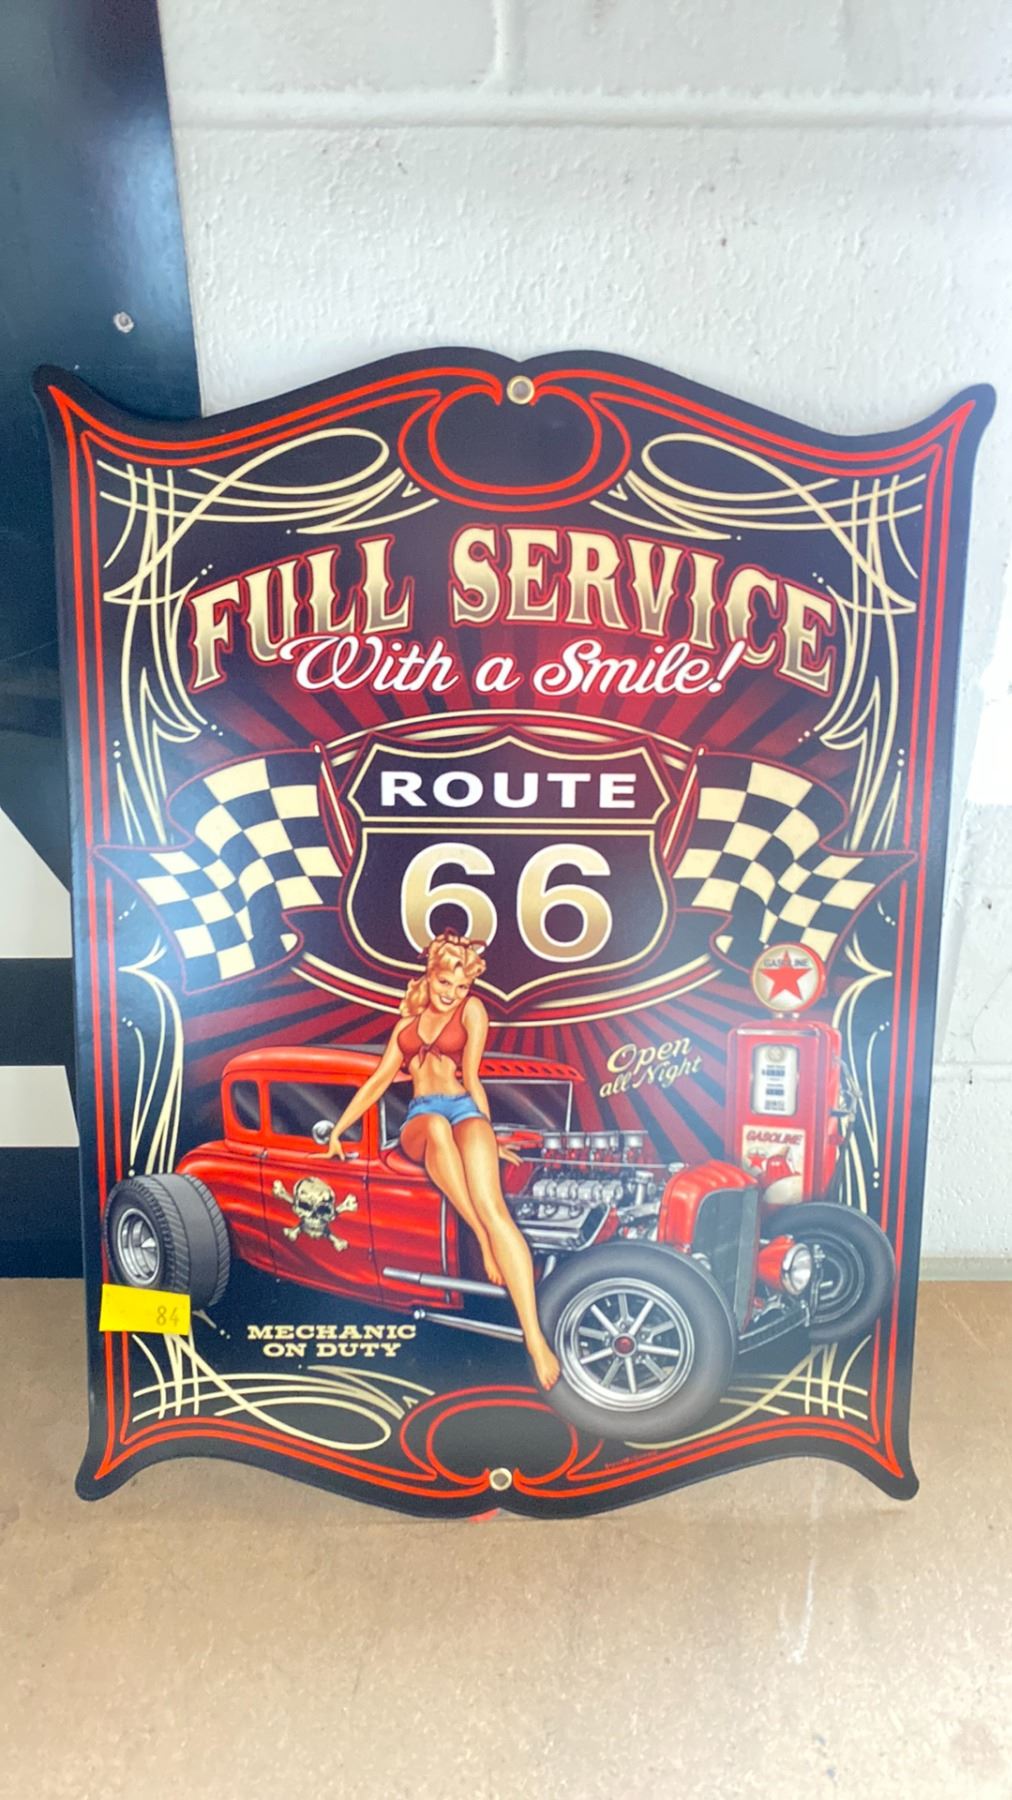 FULL SERVICE
With a Smile!
ROUTE
66
GASOLINE
Open
all Night
GASOLINE
84
MECHANIC
ON DUTY